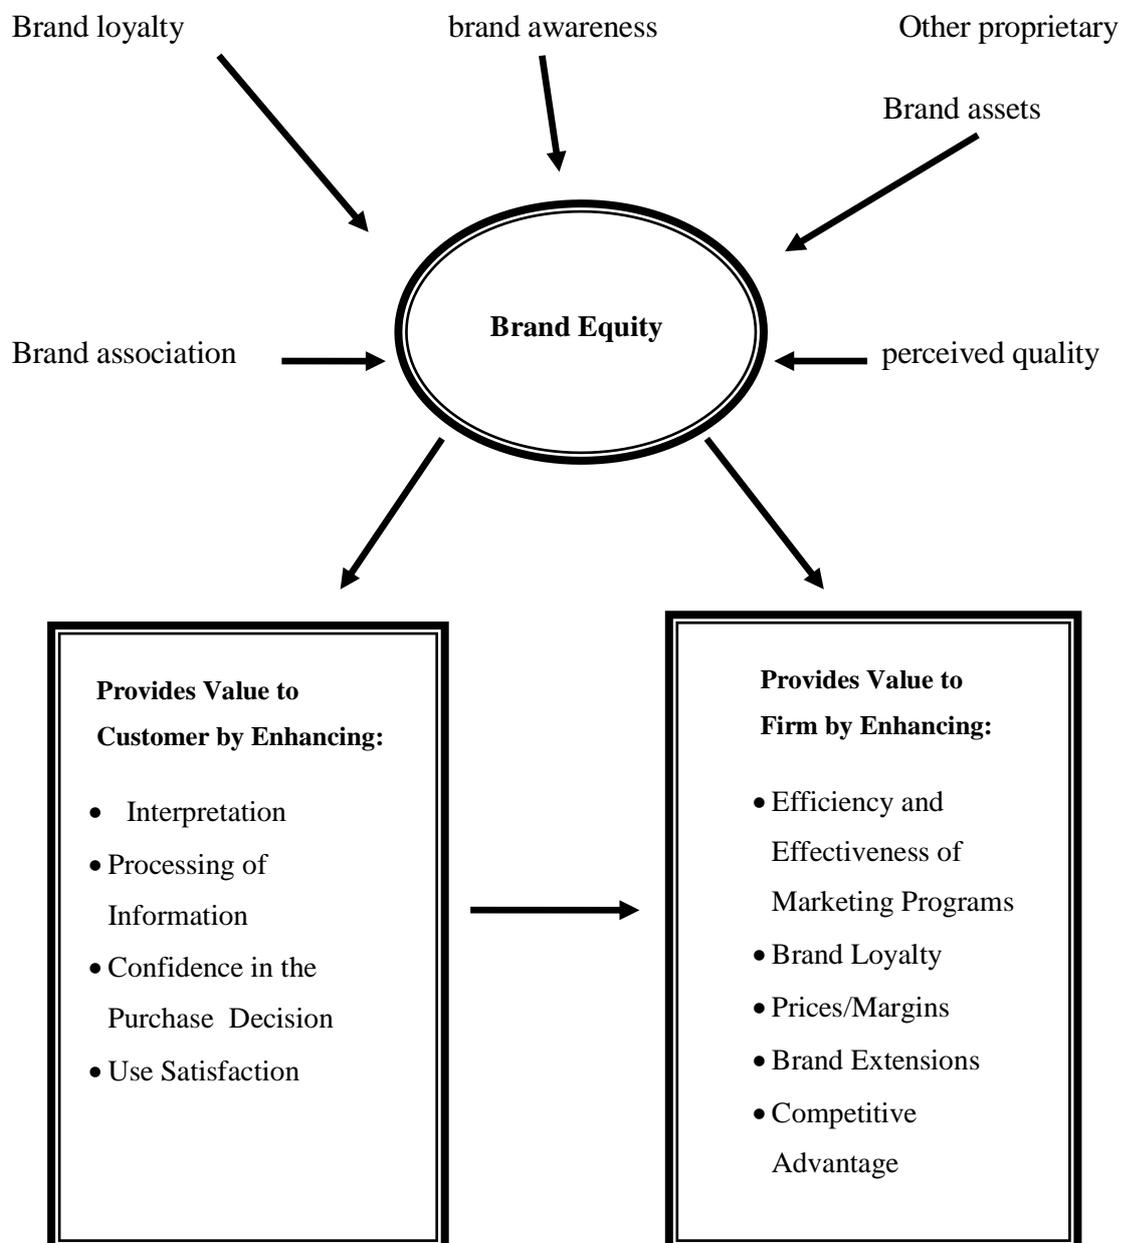 Brand loyalty
brand awareness
Other proprietary
Brand assets
Brand Equity
Brand association
perceived quality
Provides Value to
Customer by Enhancing:
• Interpretation
• Processing of
Information
• Confidence in the
Purchase Decision
• Use Satisfaction
Provides Value to
Firm by Enhancing:
• Efficiency and
Effectiveness of
Marketing Programs
• Brand Loyalty
• Prices/Margins
• Brand Extensions
• Competitive
Advantage